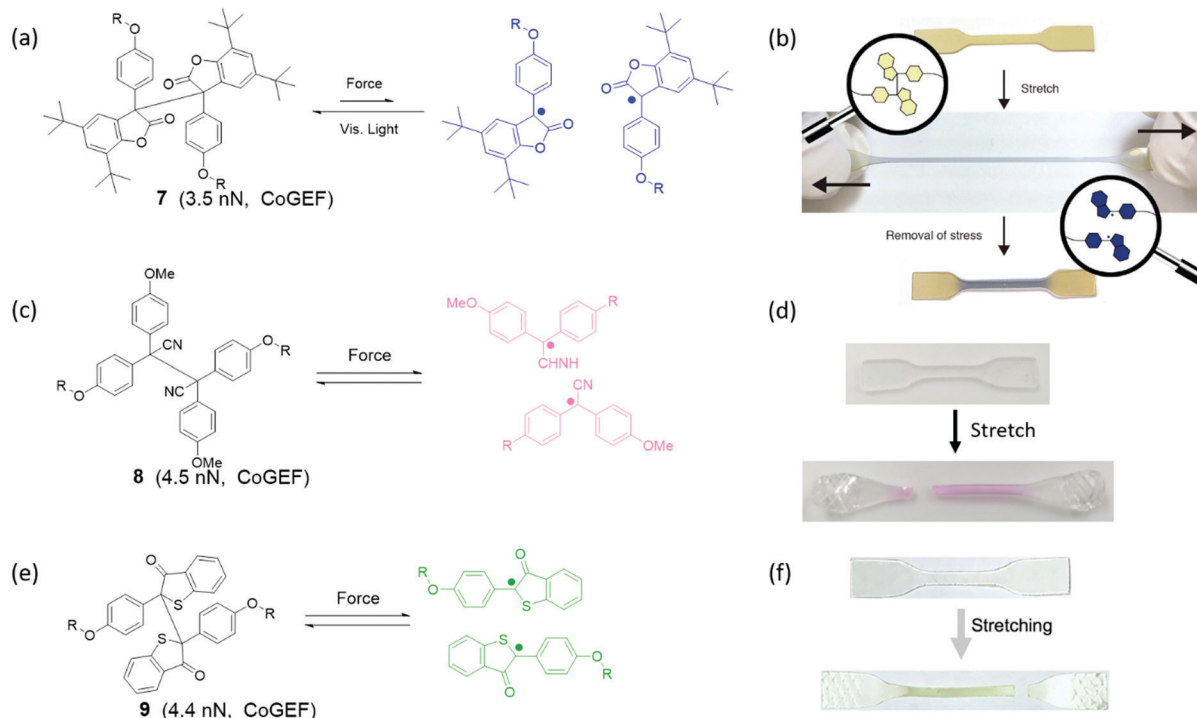 (a)
R
O
O
O
O
O
O
R
7 (3.5 nN, CoGEF)
Force
Vis. Light
R
O
O
O
O
O
O
R
(b)
Stretch
Removal of stress
(c)
OMe
CN
O
R
R
O
NC
OMe
8 (4.5 nN, CoGEF)
Force
MeO
R
CHNH
CN
R
OMe
(d)
Stretch
(e)
O
R
O
S
O
R
S
O
9 (4.4 nN, CoGEF)
Force
O
R
O
S
S
O
O
R
(f)
Stretching